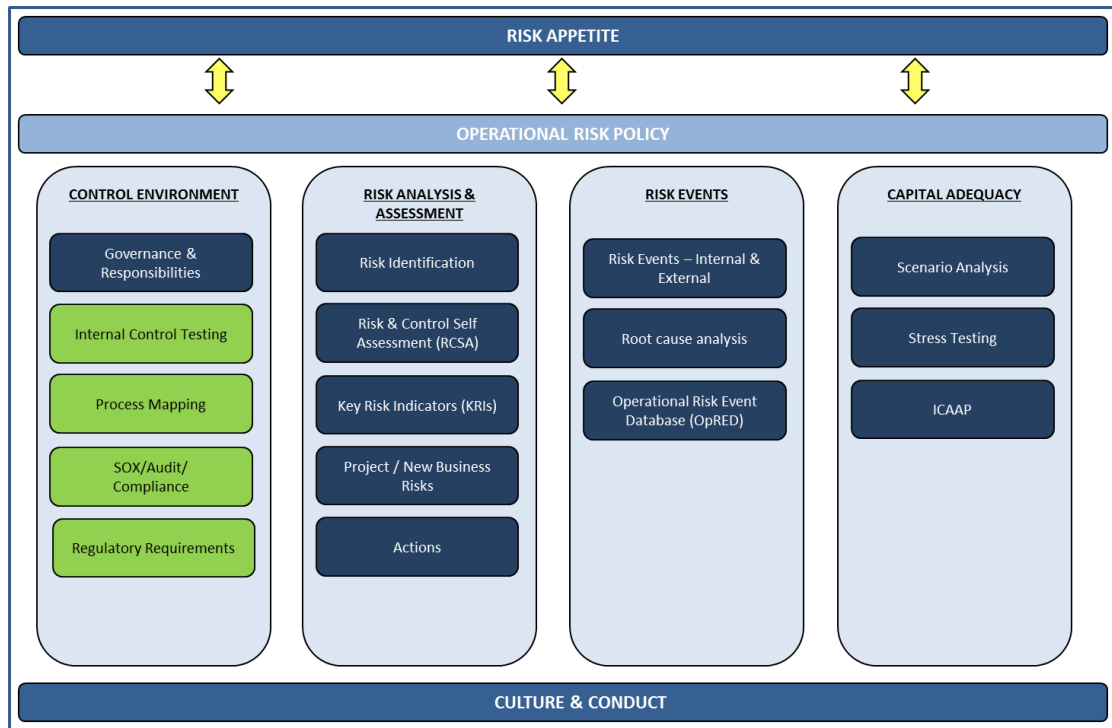 RISK APPETITE
OPERATIONAL RISK POLICY
CONTROL ENVIRONMENT
Governance &
Responsibilities
Internal Control Testing
Process Mapping
SOX/Audit/
Compliance
Regulatory Requirements
RISK ANALYSIS &
ASSESSMENT
Risk Identification
Risk & Control Self
Assessment (RCSA)
Key Risk Indicators (KRIs)
Project / New Business
Risks
Actions
RISK EVENTS
Risk Events – Internal &
External
Root cause analysis
Operational Risk Event
Database (OpRED)
CAPITAL ADEQUACY
Scenario Analysis
Stress Testing
ICAAP
CULTURE & CONDUCT